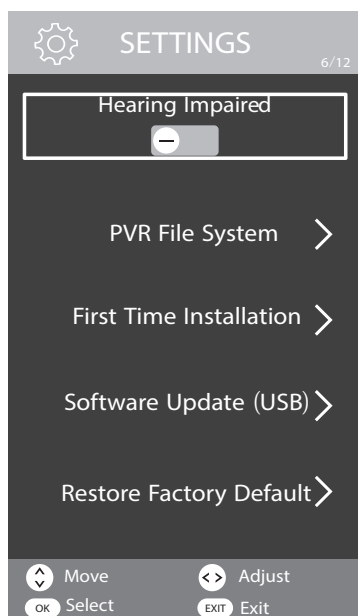 SETTINGS
6/12
Hearing Impaired
PVR File System
First Time Installation
Software Update (USB)
Restore Factory Default
Move
Adjust
OK Select
EXIT Exit